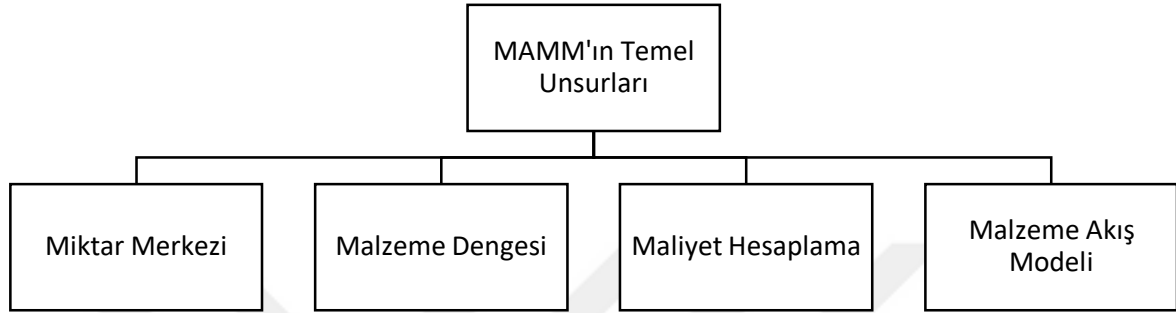 MAMM'ın Temel
Unsurları
Miktar Merkezi
Malzeme Dengesi
Maliyet Hesaplama
Malzeme Akış
Modeli